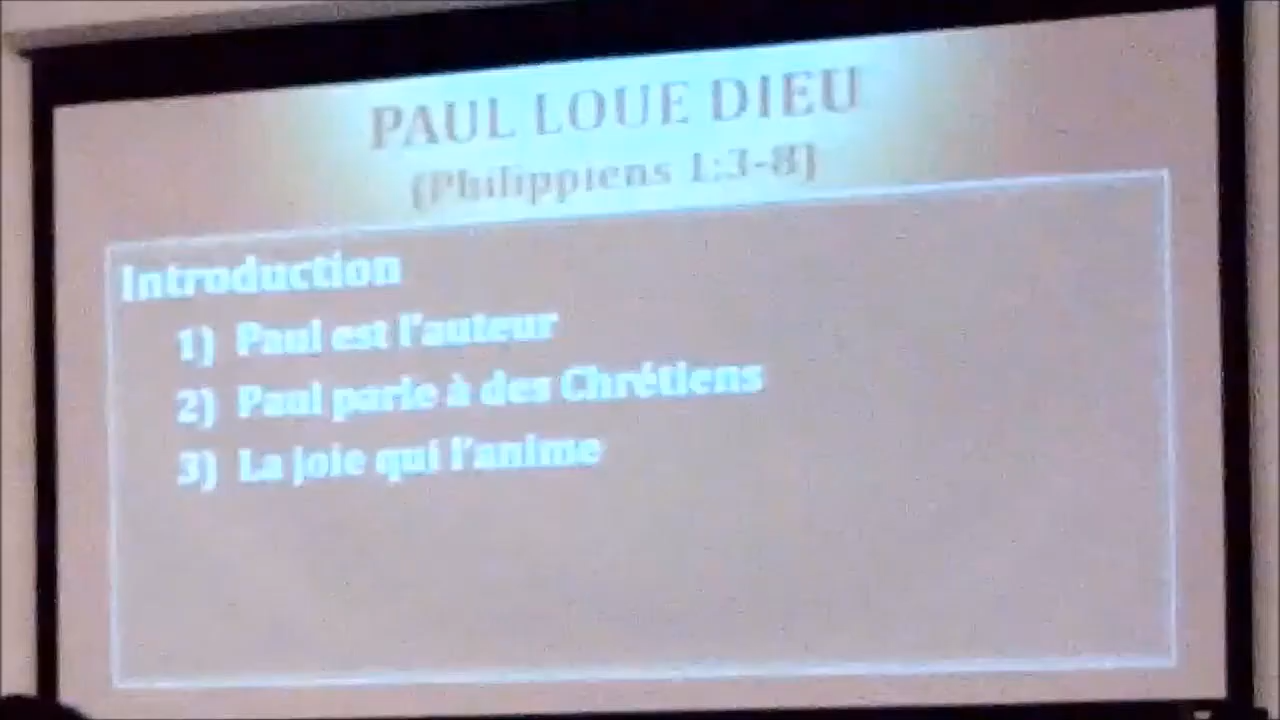 PAUL LOUE DIEU
(Philippiens 1:3-8)
Introduction
1) Paul est l'auteur
2) Paul parle à des Chrétiens
3) La joie qui l'anime